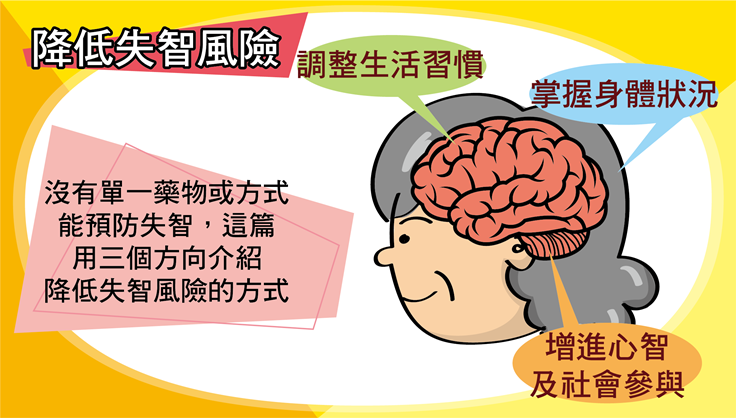 降低失智風險
調整生活習慣
掌握身體狀況
沒有單一藥物或方式
能預防失智，這篇
用三個方向介紹
降低失智風險的方式
增進心智
及社會參與